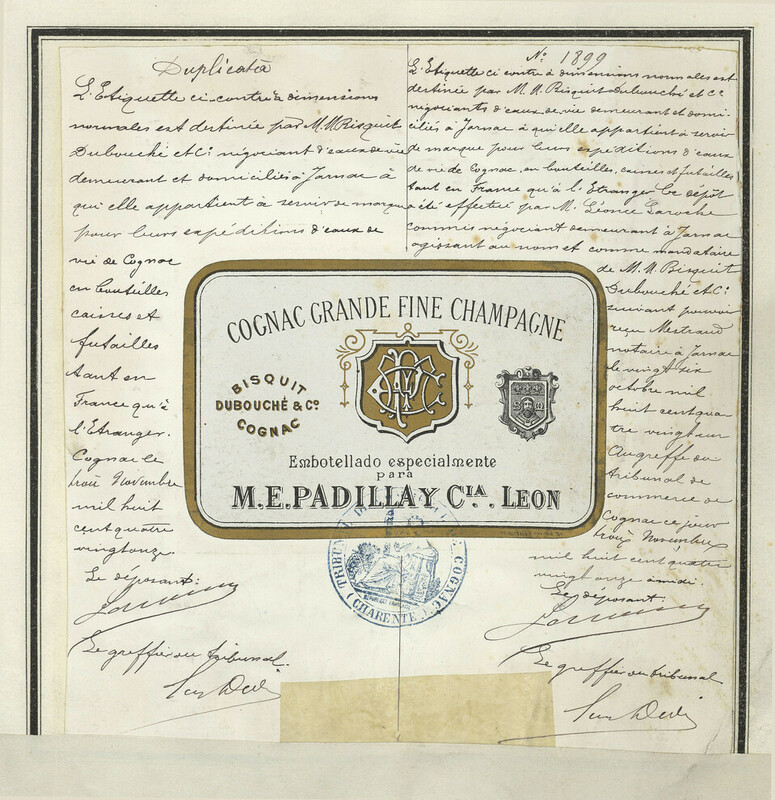 Duplicata
L'Etiquette ci-contre à dimensions
normales est destinée par M.M. Bisquit
Dubouché et Cie négociant d'eaux de vie
demeurant et domiciliés à Jarnac à
qui elle appartient à servir de marque
pour leurs expéditions d'eaux de
vie de Cognac
en bouteilles
caisses et
futailles
tant en
France qu'à
l'Etranger.
Cognac le
trois Novembre
mil huit
cent quatre
vingt onze
Le déposant:
Le greffier du tribunal.
No 1899
L'Etiquette ci contre à dimensions normales est
destinée par M.M. Bisquit Dubouché et Cie
négociants d'eaux de vie demeurant et domi-
ciliés à Jarnac à qui elle appartient à servir
de marque pour leurs expéditions d'eaux
de vie de Cognac, en bouteilles, caisses et futailles
tant en France qu'à l'Etranger Ce dépôt
a été effectué par M. Léonce Laroche
commis négociant demeurant à Jarnac
agissant au nom et comme mandataire
de M.M. Bisquit
Dubouché et Cie
suivant pouvoir
reçu Mestraud
notaire à Jarnac
le vingt six
octobre mil
huit cent qua
tre vingt
Au greffe du
tribunal de
commerce de
Cognac ce jour
trois Novembre
mil huit cent quatre
vingt onze à midi.
Le déposant.
Le greffier du tribunal
COGNAC GRANDE FINE CHAMPAGNE
BISQUIT
DUBOUCHÉ & Co.
COGNAC
Embotellado especialmente
para
M.E. PADILLA Y CIA. LEON
TRIBUNAL DE COGNAC
(CHARENTE)